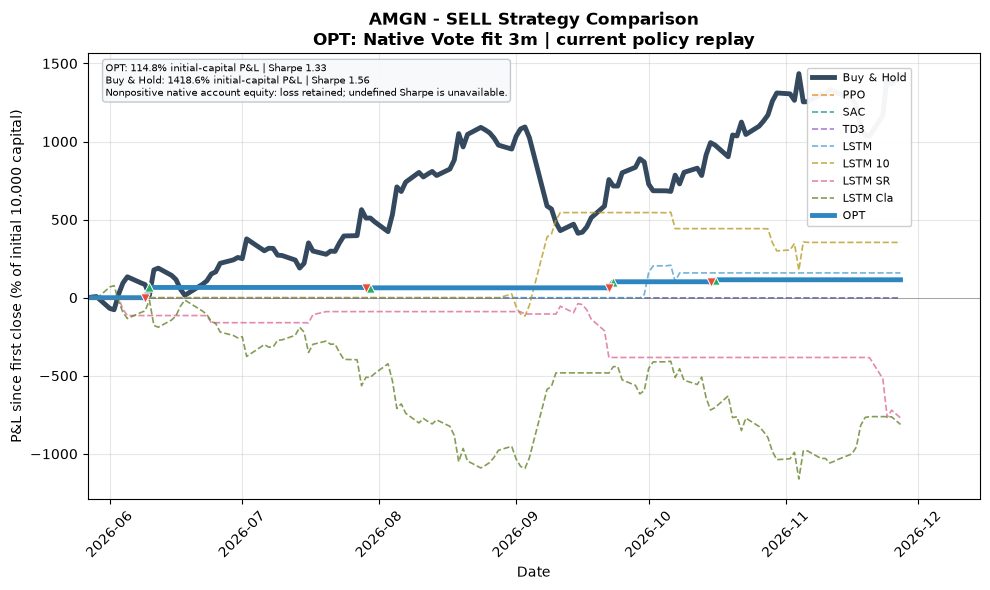 AMGN - SELL Strategy Comparison
OPT: Native Vote fit 3m | current policy replay
OPT: 114.8% initial-capital P&L | Sharpe 1.33
Buy & Hold: 1418.6% initial-capital P&L | Sharpe 1.56
Nonpositive native account equity: loss retained; undefined Sharpe is unavailable.
Buy & Hold
PPO
SAC
TD3
LSTM
LSTM 10
LSTM SR
LSTM Cla
OPT
P&L since first close (% of initial 10,000 capital)
1500
1000
500
0
−500
−1000
2026-06
2026-07
2026-08
2026-09
2026-10
2026-11
2026-12
Date